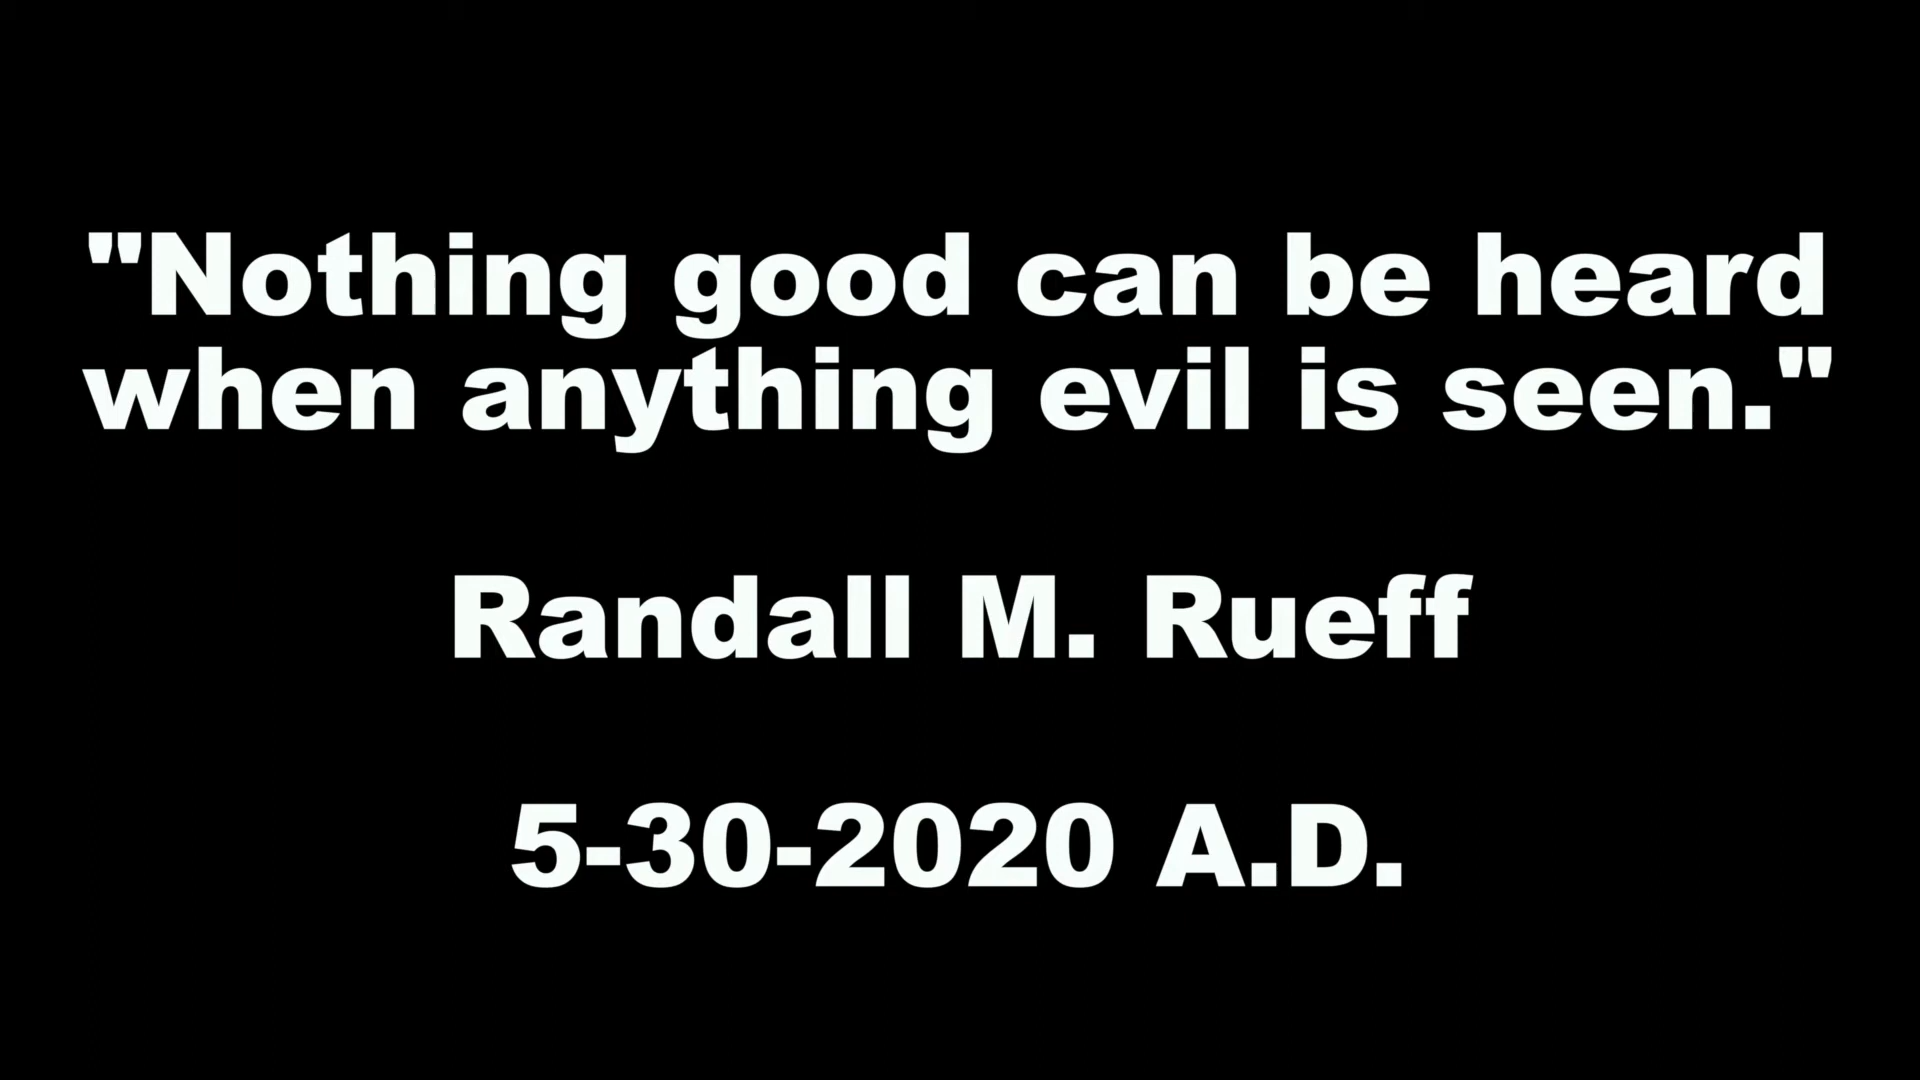 "Nothing good can be heard
when anything evil is seen."
Randall M. Rueff
5-30-2020 A.D.